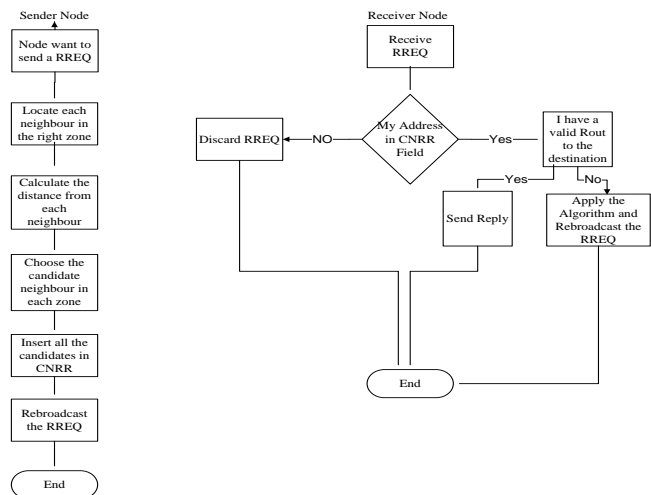 Sender Node
Node want to
send a RREQ
Locate each
neighbour in
the right zone
Calculate the
distance from
each
neighbour
Choose the
candidate
neighbour in
each zone
Insert all the
candidates in
CNRR
Rebroadcast
the RREQ
End
Receiver Node
Receive
RREQ
My Address
in CNRR
Field
NO
Discard RREQ
Yes
I have a
valid Rout
to the
destination
Yes
No
Send Reply
Apply the
Algorithm and
Rebroadcast the
RREQ
End